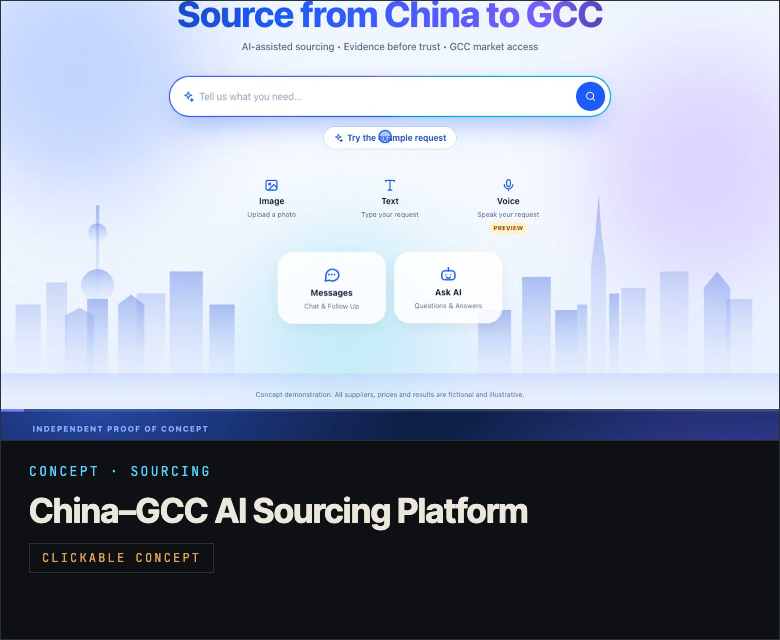 Source from China to GCC
AI-assisted sourcing • Evidence before trust • GCC market access
Tell us what you need...
Try the example request
Image
Upload a photo
Text
Type your request
Voice
Speak your request
PREVIEW
Messages
Chat & Follow Up
Ask AI
Questions & Answers
Concept demonstration. All suppliers, prices and results are fictional and illustrative.
INDEPENDENT PROOF OF CONCEPT
CONCEPT · SOURCING
China–GCC AI Sourcing Platform
CLICKABLE CONCEPT